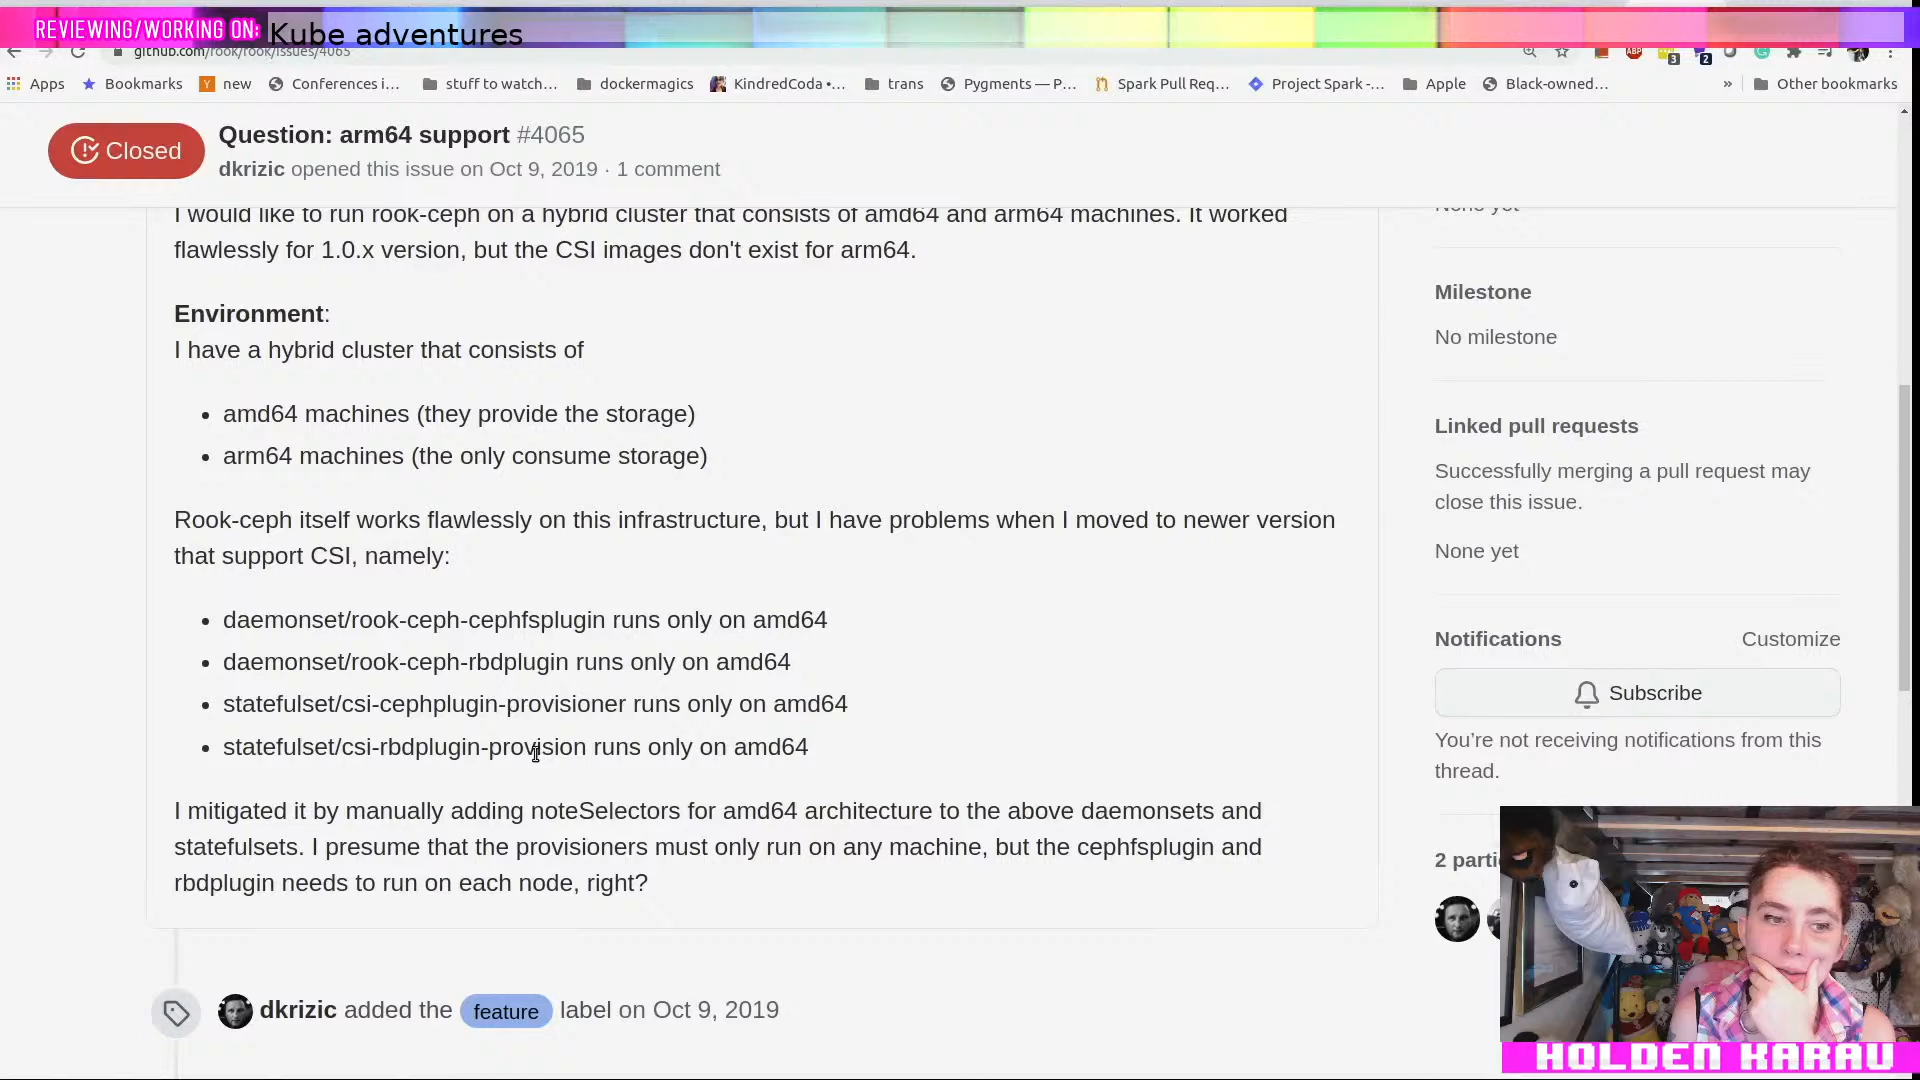 REVIEWING/WORKING ON: Kube adventures
github.com/rook/rook/issues/4065
3 2
Apps Bookmarks new Conferences i... stuff to watch... dockermagics KindredCoda •... trans Pygments — P... Spark Pull Req... Project Spark -... Apple Black-owned... » Other bookmarks
Closed
Question: arm64 support #4065
dkrizic opened this issue on Oct 9, 2019 · 1 comment
I would like to run rook-ceph on a hybrid cluster that consists of amd64 and arm64 machines. It worked
flawlessly for 1.0.x version, but the CSI images don't exist for arm64.
Environment:
I have a hybrid cluster that consists of
• amd64 machines (they provide the storage)
• arm64 machines (the only consume storage)
Rook-ceph itself works flawlessly on this infrastructure, but I have problems when I moved to newer version
that support CSI, namely:
• daemonset/rook-ceph-cephfsplugin runs only on amd64
• daemonset/rook-ceph-rbdplugin runs only on amd64
• statefulset/csi-cephplugin-provisioner runs only on amd64
• statefulset/csi-rbdplugin-provision runs only on amd64
I mitigated it by manually adding noteSelectors for amd64 architecture to the above daemonsets and
statefulsets. I presume that the provisioners must only run on any machine, but the cephfsplugin and
rbdplugin needs to run on each node, right?
dkrizic added the feature label on Oct 9, 2019
None yet
Milestone
No milestone
Linked pull requests
Successfully merging a pull request may
close this issue.
None yet
Notifications Customize
Subscribe
You're not receiving notifications from this
thread.
2 parti
HOLDEN KARAU